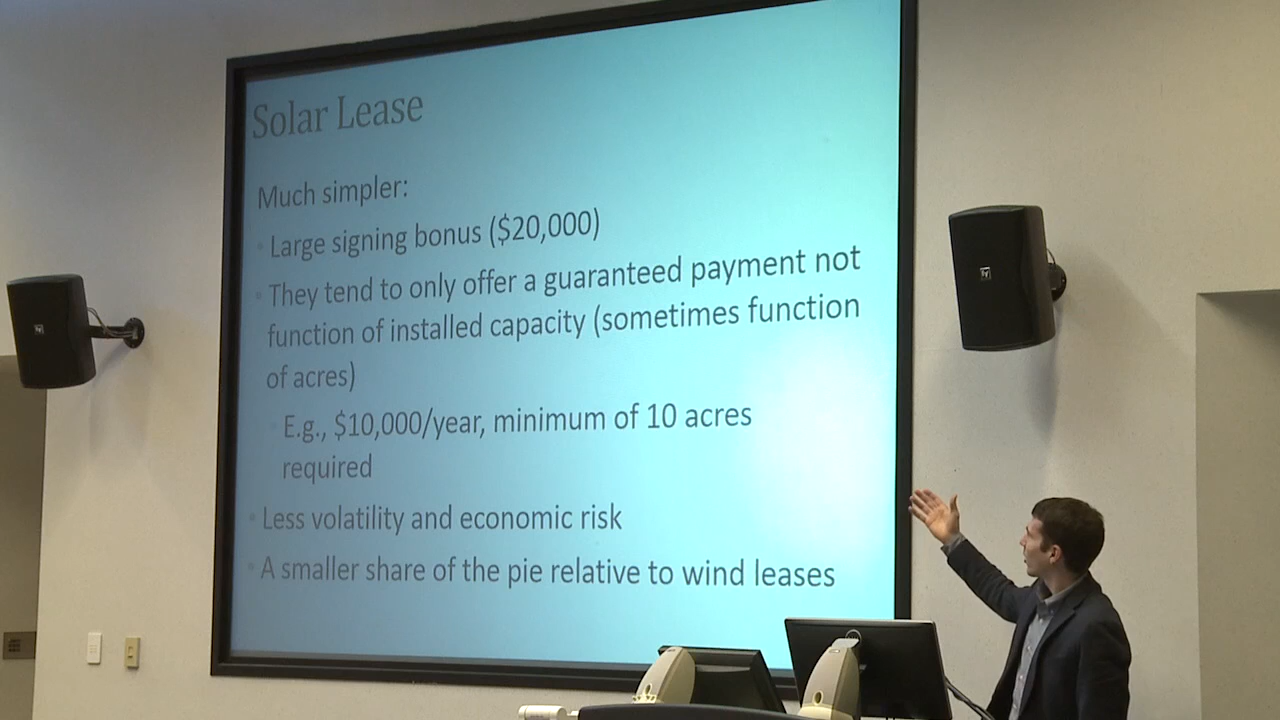 Solar Lease
Much simpler:
• Large signing bonus ($20,000)
• They tend to only offer a guaranteed payment not
function of installed capacity (sometimes function
of acres)
E.g., $10,000/year, minimum of 10 acres
required
• Less volatility and economic risk
• A smaller share of the pie relative to wind leases